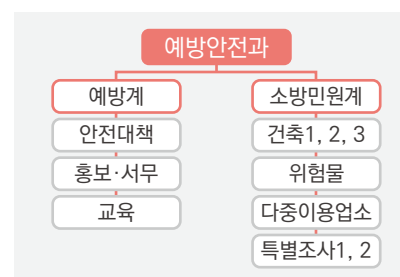 예방안전과
예방계
안전대책
홍보·서무
교육
소방민원계
건축1, 2, 3
위험물
다중이용업소
특별조사1, 2